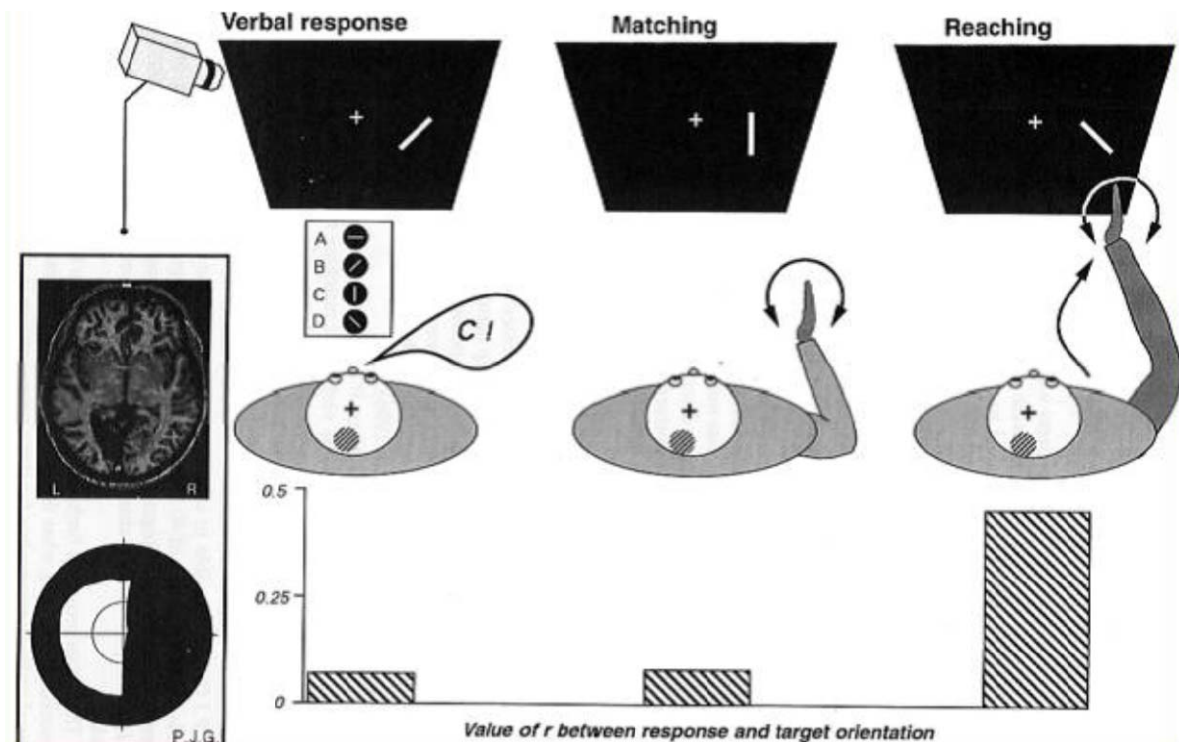 Verbal response
Matching
Reaching
A
B
C
D
C !
L R
P.J.G.
0.5
0.25
0
Value of r between response and target orientation